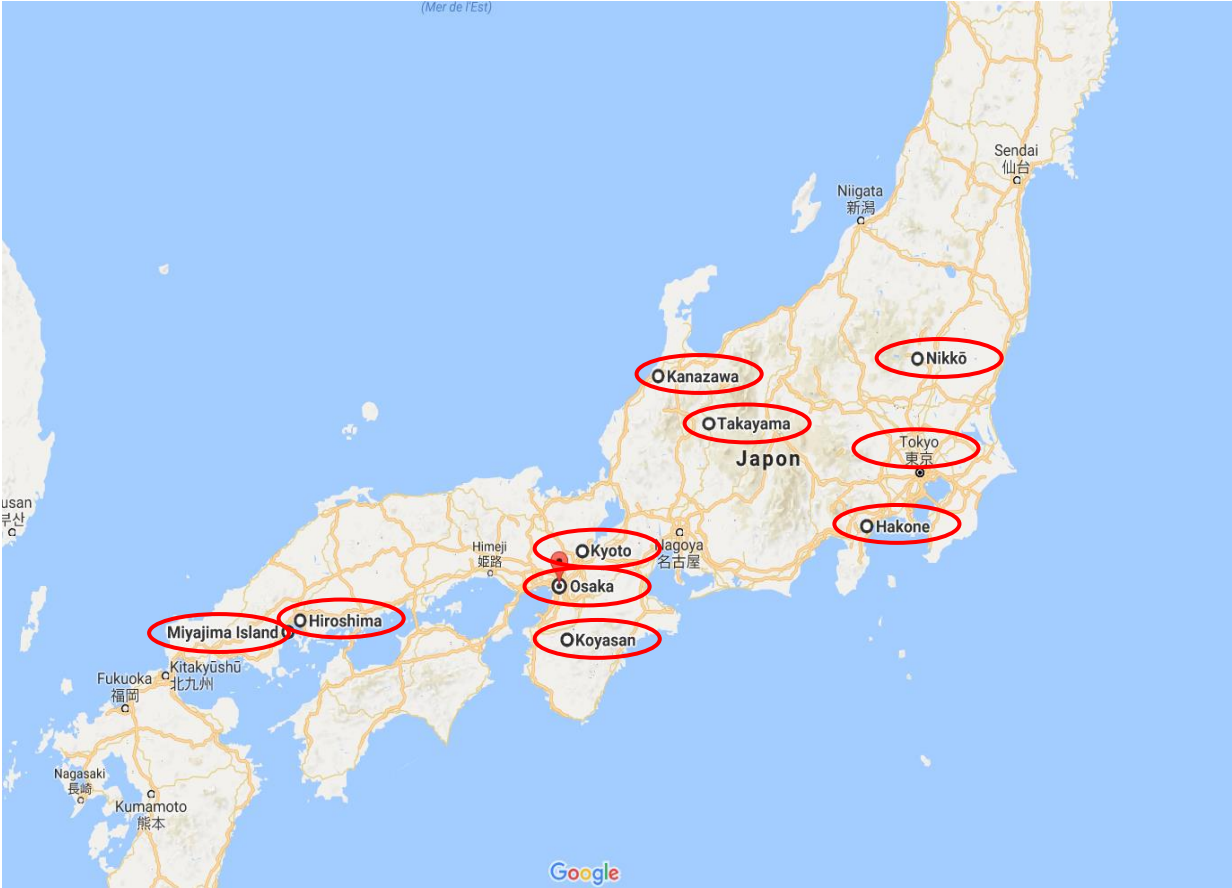 (Mer de l'Est)
Sendai
仙台
Niigata
新潟
Nikkō
Kanazawa
Takayama
Tokyo
東京
Japon
Hakone
usan
부산
Himeji
姫路
Kyoto
Nagoya
名古屋
Osaka
Hiroshima
Miyajima Island
Koyasan
Kitakyūshū
北九州
Fukuoka
福岡
Nagasaki
長崎
Kumamoto
熊本
Google